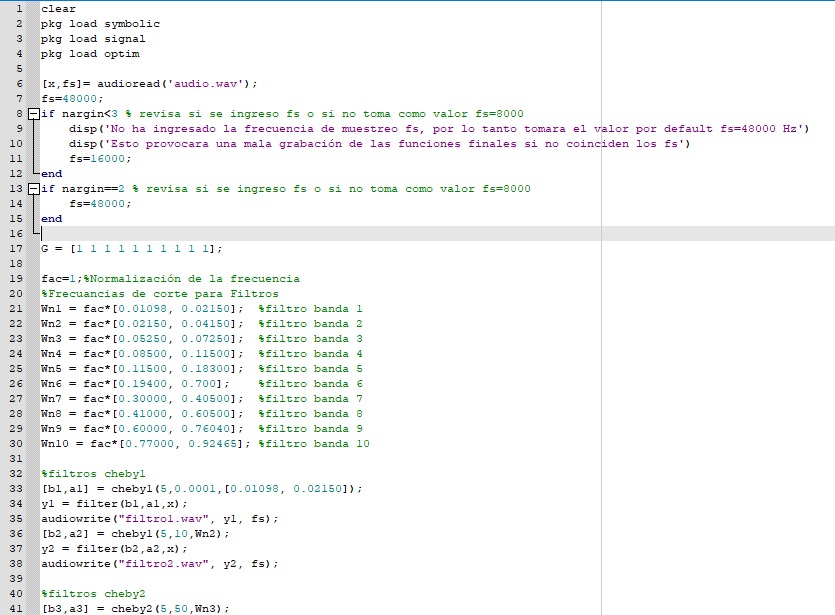 1 clear
2 pkg load symbolic
3 pkg load signal
4 pkg load optim
5
6 [x,fs]= audioread('audio.wav');
7 fs=48000;
8 if nargin<3 % revisa si se ingreso fs o si no toma como valor fs=8000
9 disp('No ha ingresado la frecuencia de muestreo fs, por lo tanto tomara el valor por default fs=48000 Hz')
10 disp('Esto provocara una mala grabación de las funciones finales si no coinciden los fs')
11 fs=16000;
12 end
13 if nargin==2 % revisa si se ingreso fs o si no toma como valor fs=8000
14 fs=48000;
15 end
16
17 G = [1 1 1 1 1 1 1 1 1 1];
18
19 fac=1;%Normalización de la frecuencia
20 %Frecuancias de corte para Filtros
21 Wn1 = fac*[0.01098, 0.02150]; %filtro banda 1
22 Wn2 = fac*[0.02150, 0.04150]; %filtro banda 2
23 Wn3 = fac*[0.05250, 0.07250]; %filtro banda 3
24 Wn4 = fac*[0.08500, 0.11500]; %filtro banda 4
25 Wn5 = fac*[0.11500, 0.18300]; %filtro banda 5
26 Wn6 = fac*[0.19400, 0.700]; %filtro banda 6
27 Wn7 = fac*[0.30000, 0.40500]; %filtro banda 7
28 Wn8 = fac*[0.41000, 0.60500]; %filtro banda 8
29 Wn9 = fac*[0.60000, 0.76040]; %filtro banda 9
30 Wn10 = fac*[0.77000, 0.92465]; %filtro banda 10
31
32 %filtros cheby1
33 [b1,a1] = cheby1(5,0.0001,[0.01098, 0.02150]);
34 y1 = filter(b1,a1,x);
35 audiowrite("filtro1.wav", y1, fs);
36 [b2,a2] = cheby1(5,10,Wn2);
37 y2 = filter(b2,a2,x);
38 audiowrite("filtro2.wav", y2, fs);
39
40 %filtros cheby2
41 [b3,a3] = cheby2(5,50,Wn3);